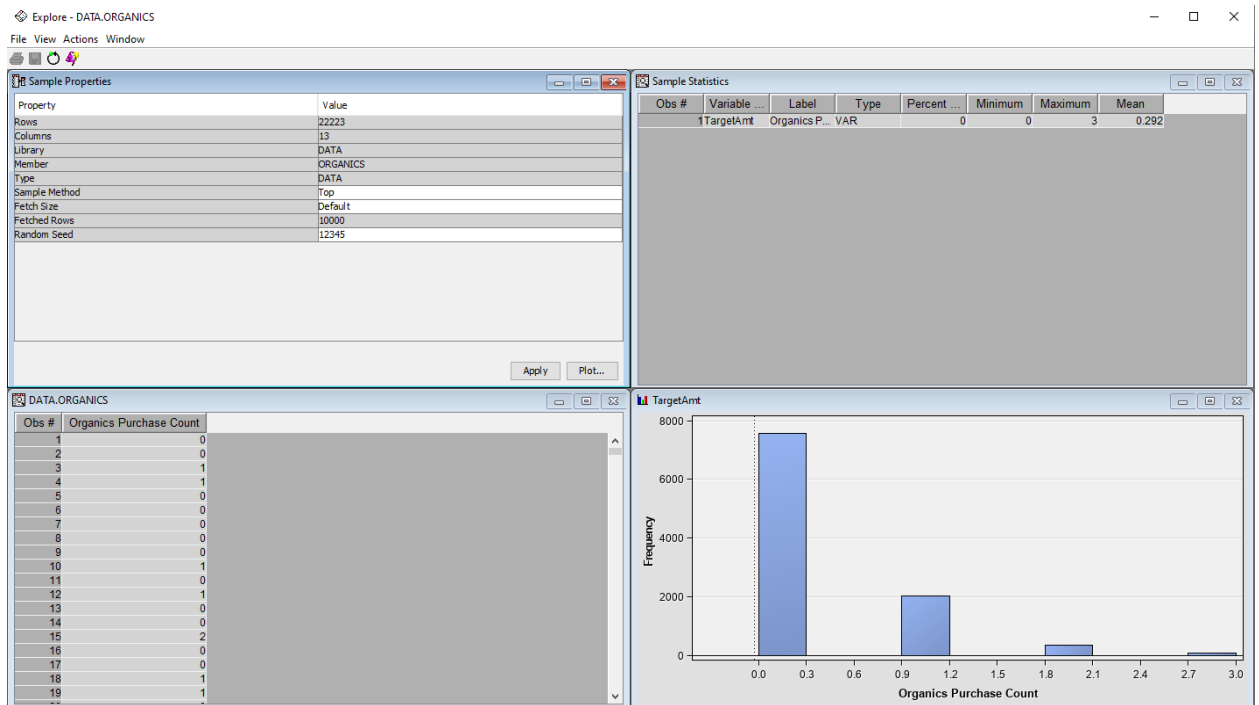 Explore - DATA.ORGANICS
File View Actions Window
Sample Properties
Property Value
Rows 22223
Columns 13
Library DATA
Member ORGANICS
Type DATA
Sample Method Top
Fetch Size Default
Fetched Rows 10000
Random Seed 12345
Apply Plot...
Sample Statistics
Obs # Variable ... Label Type Percent ... Minimum Maximum Mean
1 TargetAmt Organics P... VAR 0 0 3 0.292
DATA.ORGANICS
Obs # Organics Purchase Count
1 0
2 0
3 1
4 1
5 0
6 0
7 0
8 0
9 0
10 1
11 0
12 1
13 0
14 0
15 2
16 0
17 0
18 1
19 1
TargetAmt
8000
6000
4000
2000
0
Frequency
0.0 0.3 0.6 0.9 1.2 1.5 1.8 2.1 2.4 2.7 3.0
Organics Purchase Count